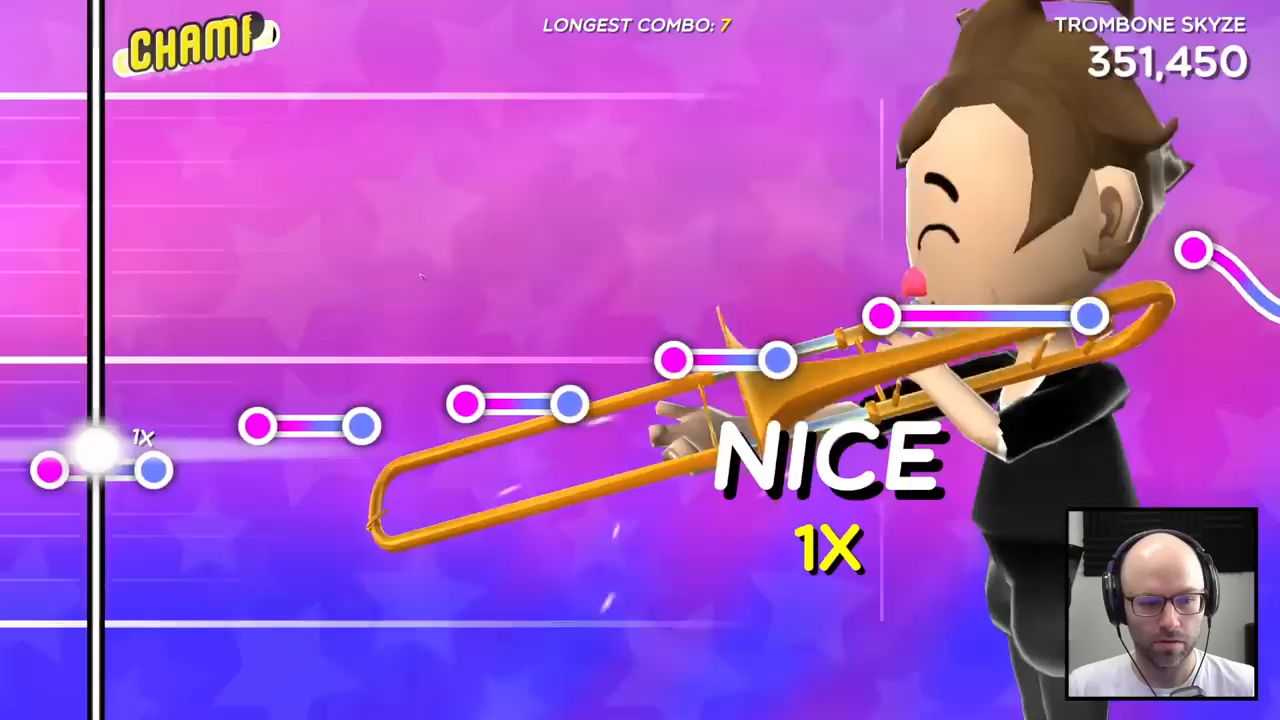 CHAMP
LONGEST COMBO: 7
TROMBONE SKYZE
351,450
1X
NICE
1X